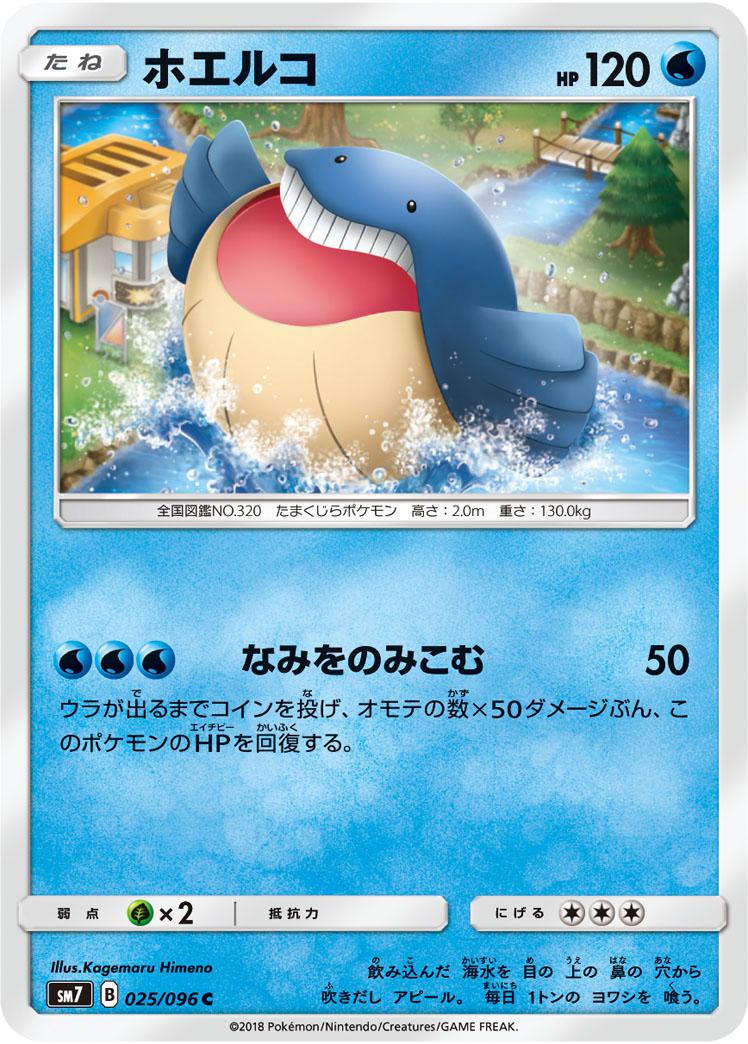 たね ホエルコ HP 120
全国図鑑NO.320 たまくじらポケモン 高さ：2.0m 重さ：130.0kg
なみをのみこむ 50
ウラが出るまでコインを投げ、オモテの数×50ダメージぶん、こ
のポケモンのHPを回復する。
弱点 ×2 抵抗力 にげる
Illus.Kagemaru Himeno
飲み込んだ 海水を 目の 上の 鼻の 穴から
吹きだし アピール。 毎日 1トンの ヨワシを 喰う。
SM7 B 025/096 C
©2018 Pokémon/Nintendo/Creatures/GAME FREAK.